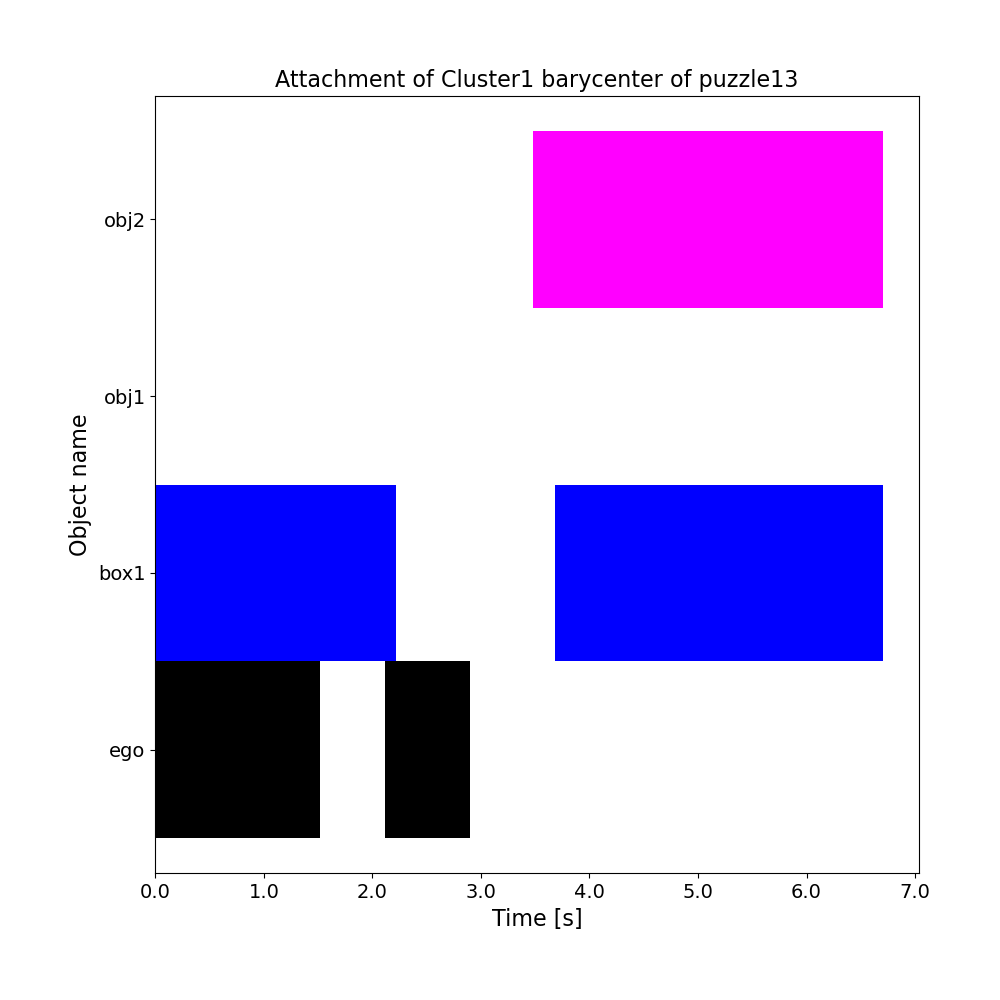 Attachment of Cluster1 barycenter of puzzle13
obj2
obj1
box1
ego
Object name
0.0 1.0 2.0 3.0 4.0 5.0 6.0 7.0
Time [s]